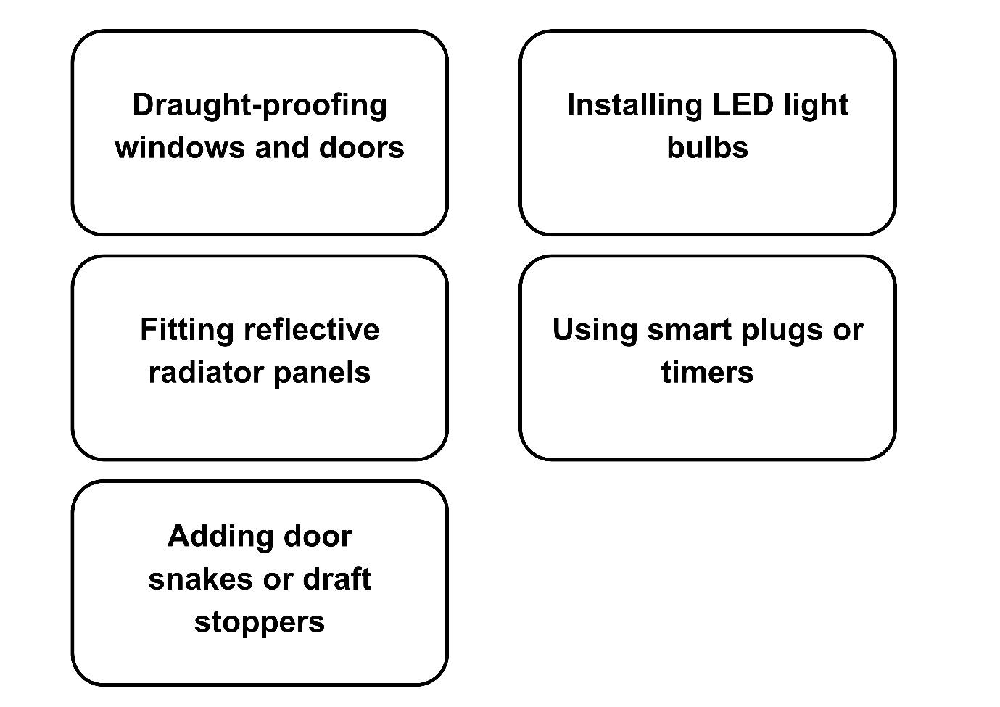 Draught-proofing
windows and doors
Installing LED light
bulbs
Fitting reflective
radiator panels
Using smart plugs or
timers
Adding door
snakes or draft
stoppers